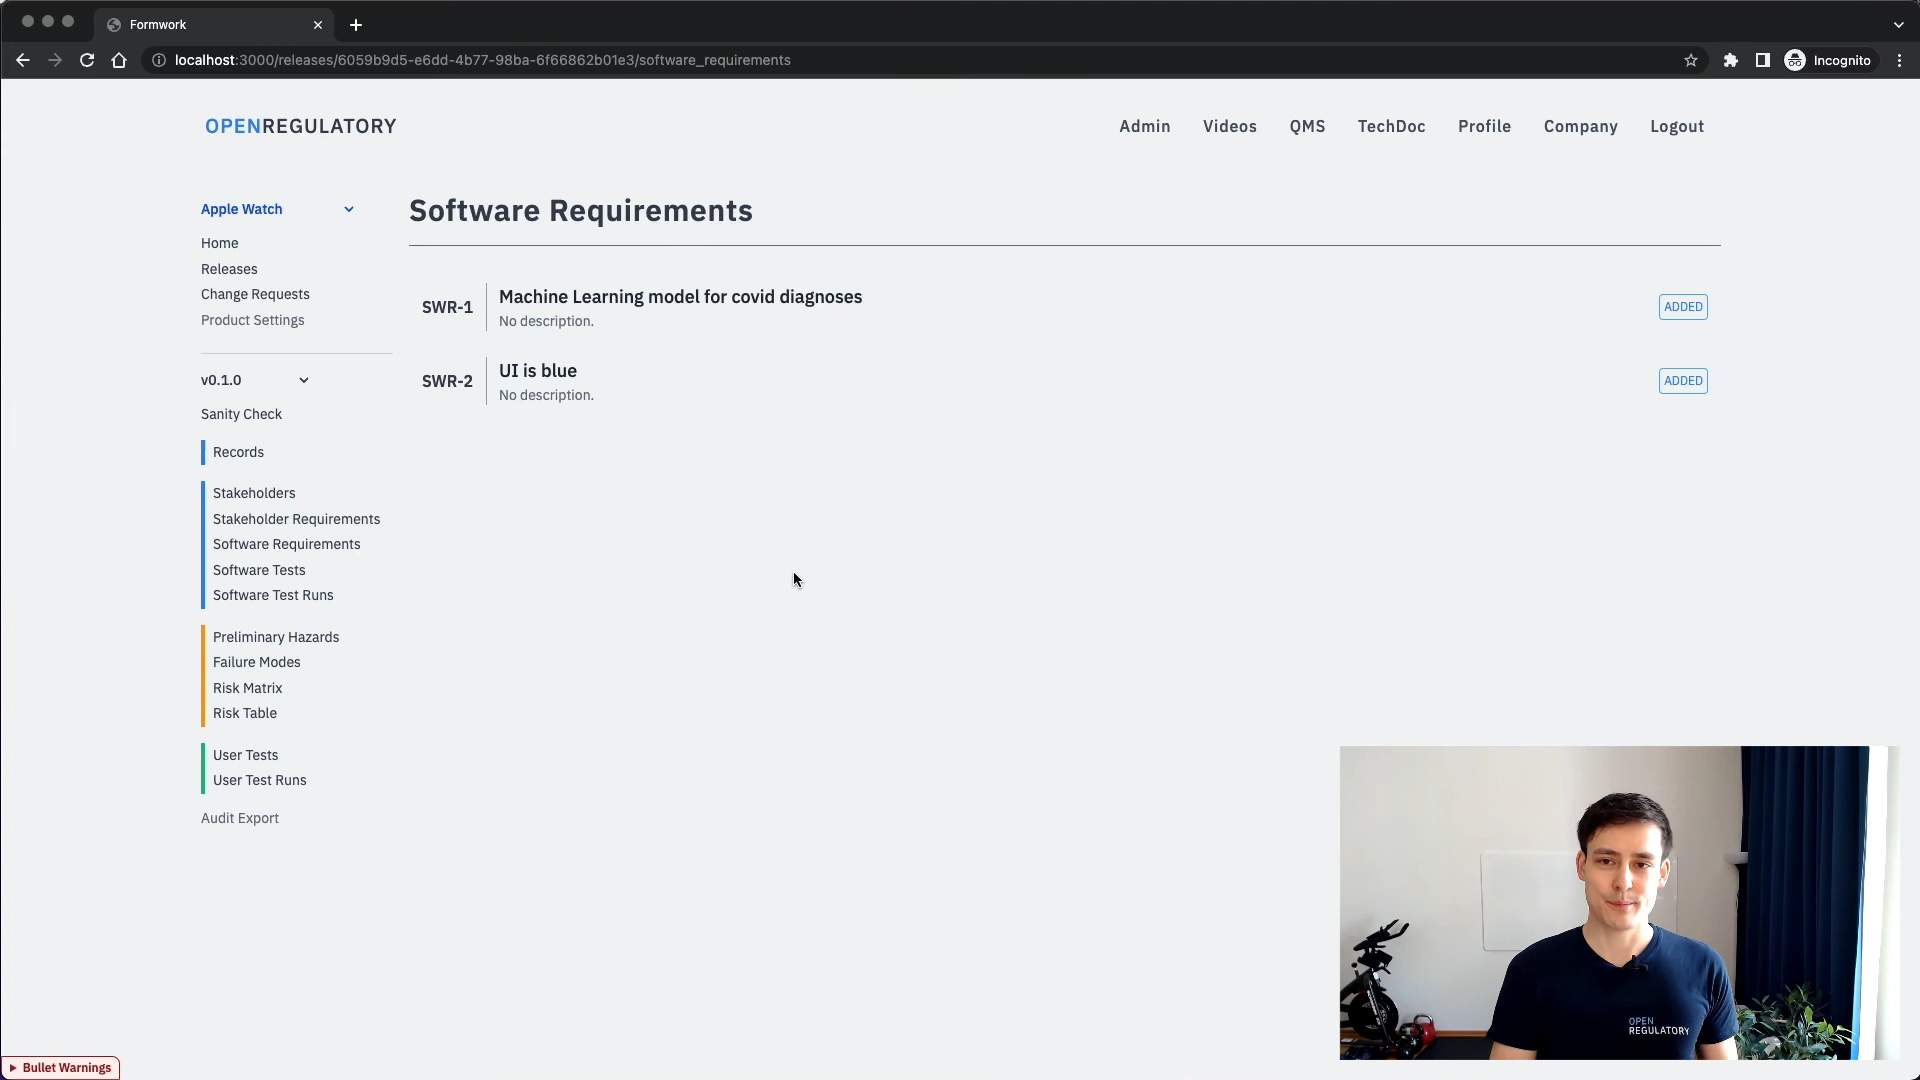 Formwork
localhost:3000/releases/6059b9d5-e6dd-4b77-98ba-6f66862b01e3/software_requirements
Incognito
OPENREGULATORY
Admin Videos QMS TechDoc Profile Company Logout
Apple Watch
Home
Releases
Change Requests
Product Settings
v0.1.0
Sanity Check
Records
Stakeholders
Stakeholder Requirements
Software Requirements
Software Tests
Software Test Runs
Preliminary Hazards
Failure Modes
Risk Matrix
Risk Table
User Tests
User Test Runs
Audit Export
Software Requirements
SWR-1
Machine Learning model for covid diagnoses
No description.
ADDED
SWR-2
UI is blue
No description.
ADDED
OPEN
REGULATORY
Bullet Warnings